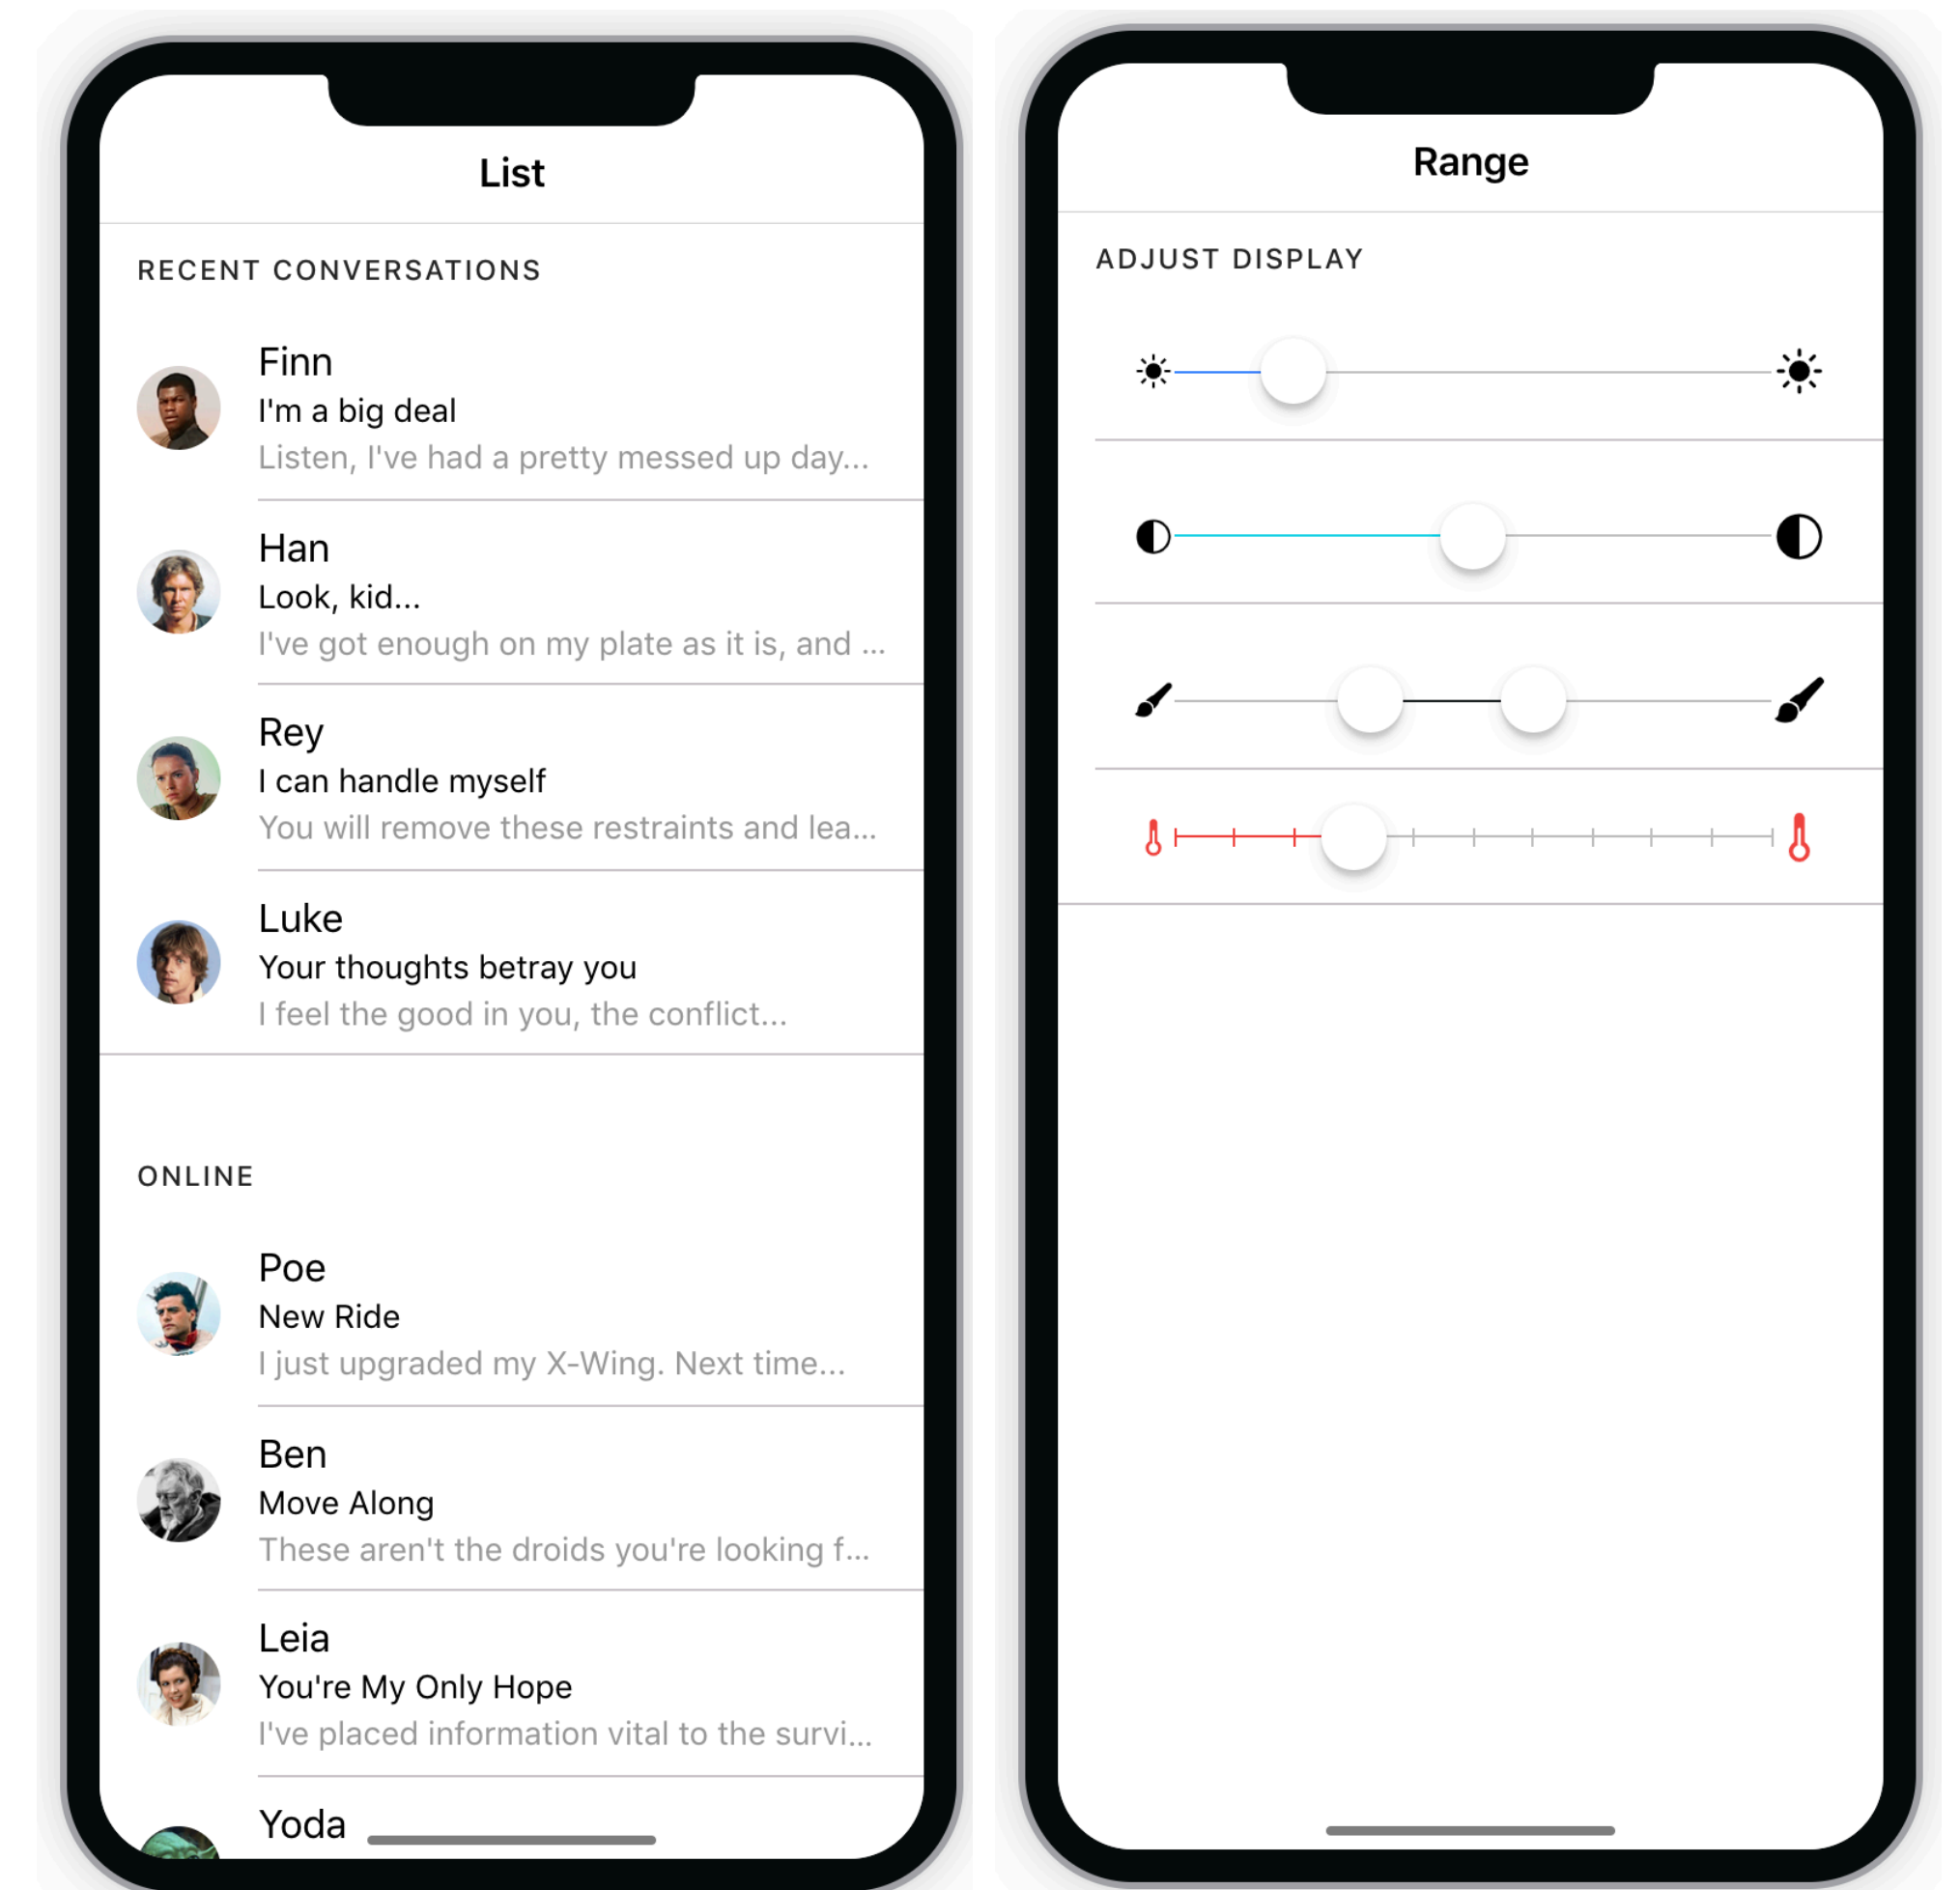 List
RECENT CONVERSATIONS
Finn
I'm a big deal
Listen, I've had a pretty messed up day...
Han
Look, kid...
I've got enough on my plate as it is, and ...
Rey
I can handle myself
You will remove these restraints and lea...
Luke
Your thoughts betray you
I feel the good in you, the conflict...
ONLINE
Poe
New Ride
I just upgraded my X-Wing. Next time...
Ben
Move Along
These aren't the droids you're looking f...
Leia
You're My Only Hope
I've placed information vital to the survi...
Yoda
Range
ADJUST DISPLAY